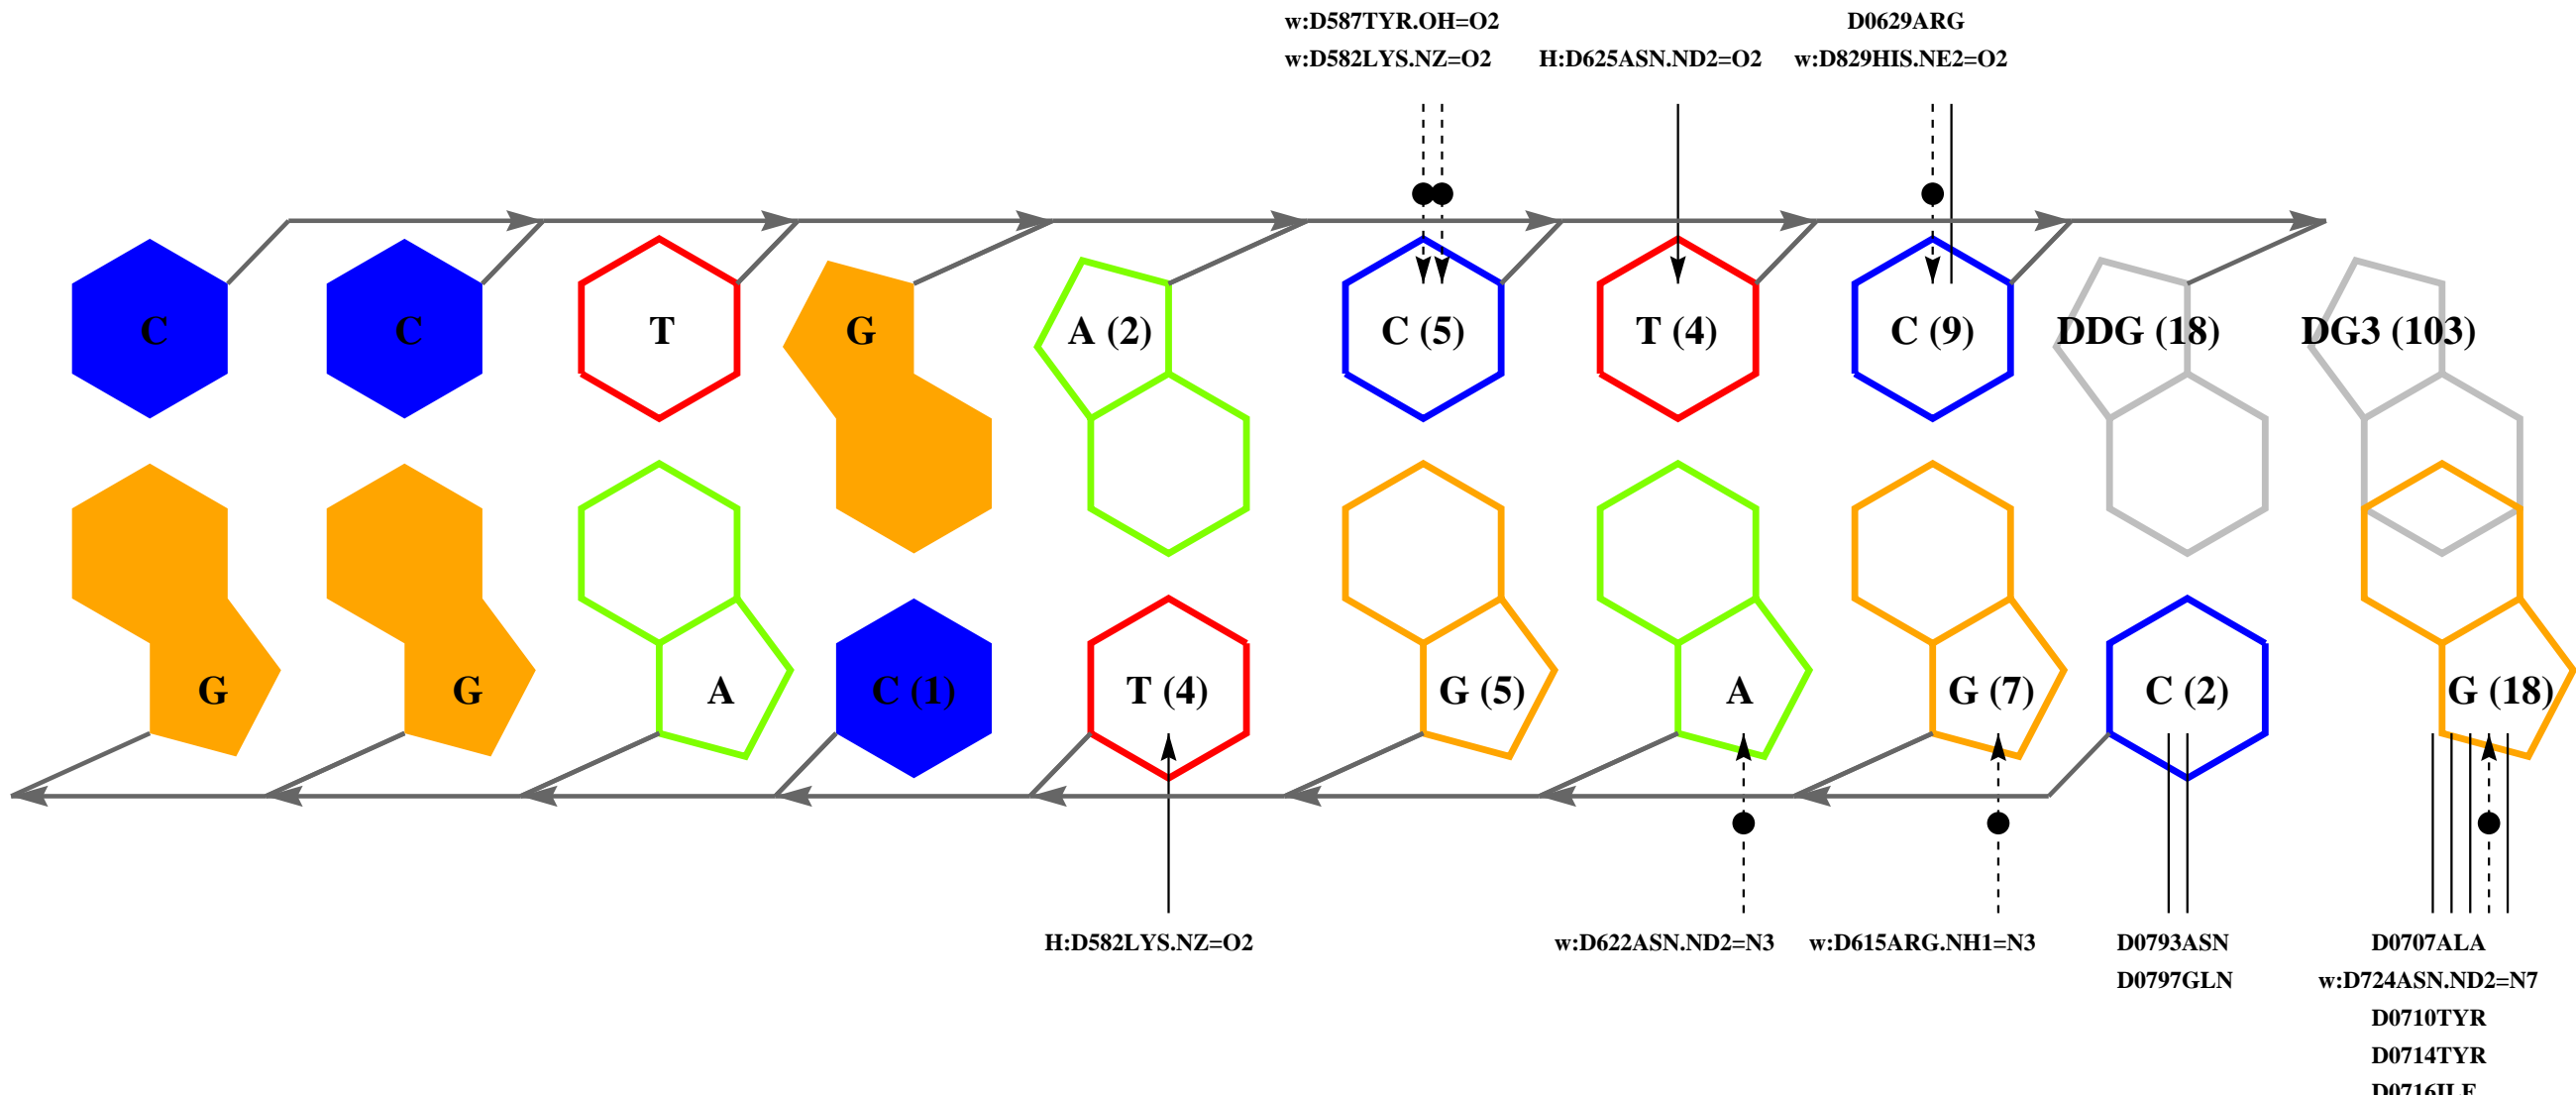 w:D587TYR.OH=O2 D0629ARG
w:D582LYS.NZ=O2 H:D625ASN.ND2=O2 w:D829HIS.NE2=O2
C C T G A (2) C (5) T (4) C (9) DDG (18) DG3 (103)
G G A C (1) T (4) G (5) A G (7) C (2) G (18)
H:D582LYS.NZ=O2 w:D622ASN.ND2=N3 w:D615ARG.NH1=N3 D0793ASN D0707ALA
D0797GLN w:D724ASN.ND2=N7
D0710TYR
D0714TYR
D0716ILE